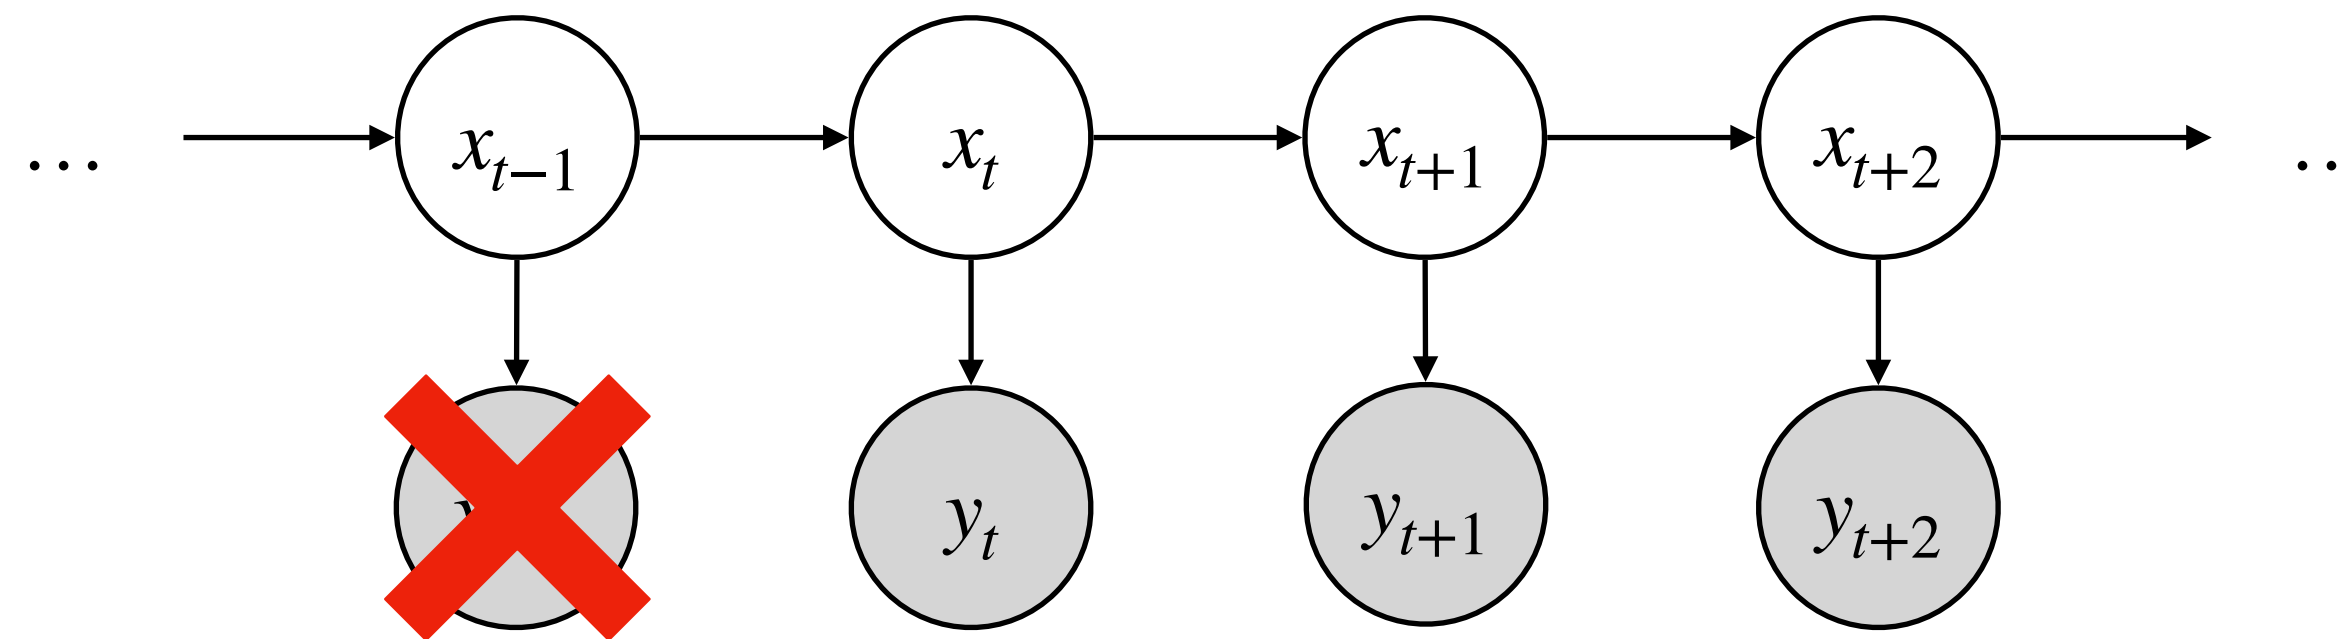 … x_{t−1} x_t x_{t+1} x_{t+2} ..
y_t y_{t+1} y_{t+2}